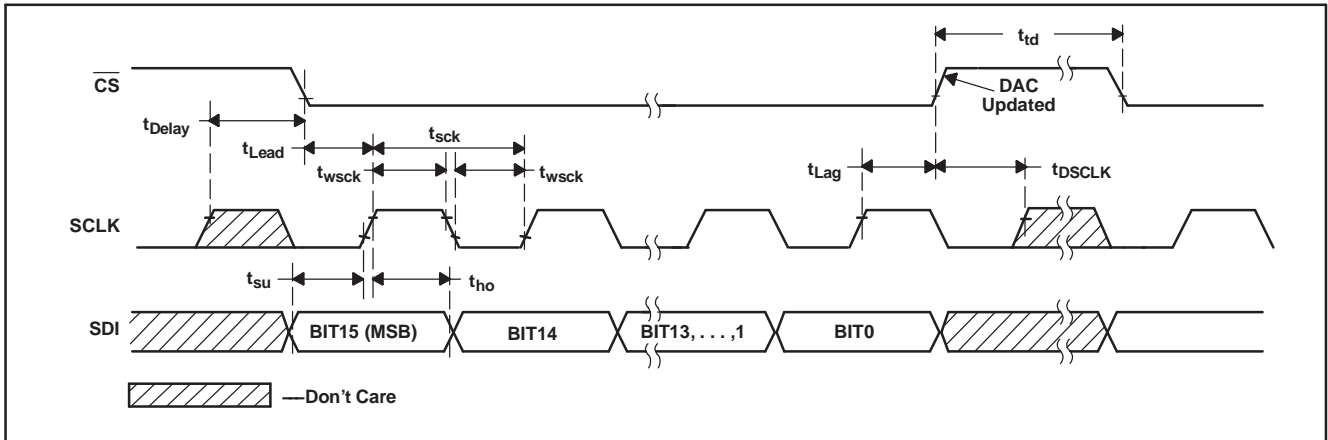 t_td
CS
DAC
Updated
t_Delay
t_Lead
t_sck
t_wsck
t_wsck
t_Lag
t_DSCLK
SCLK
t_su
t_ho
SDI
BIT15 (MSB)
BIT14
BIT13, . . . ,1
BIT0
—Don't Care